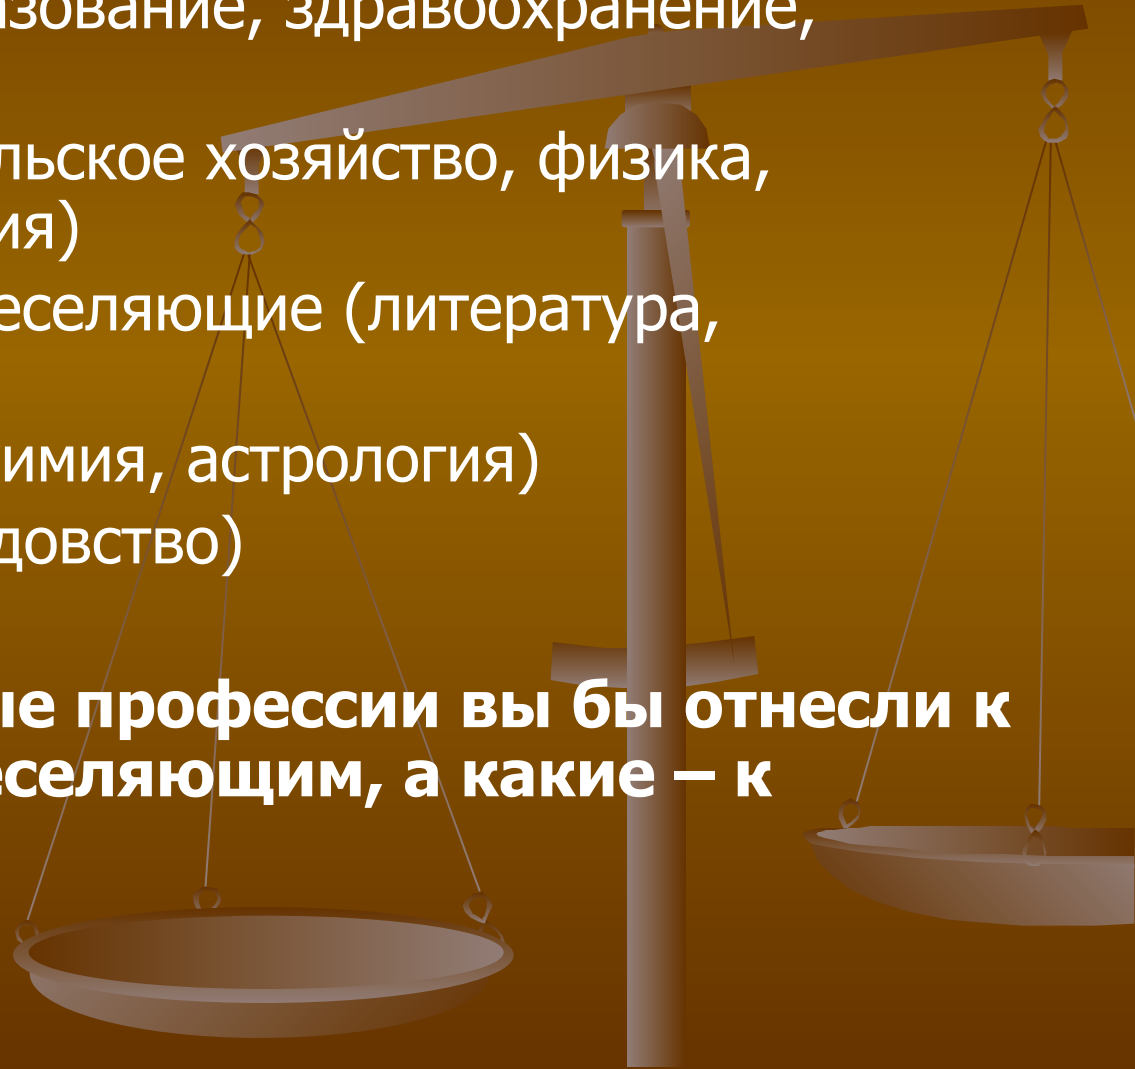 зование, здравоохранение,
льское хозяйство, физика,
ия)
еселяющие (литература,
имия, астрология)
довство)
ые профессии вы бы отнесли к
еселяющим, а какие – к